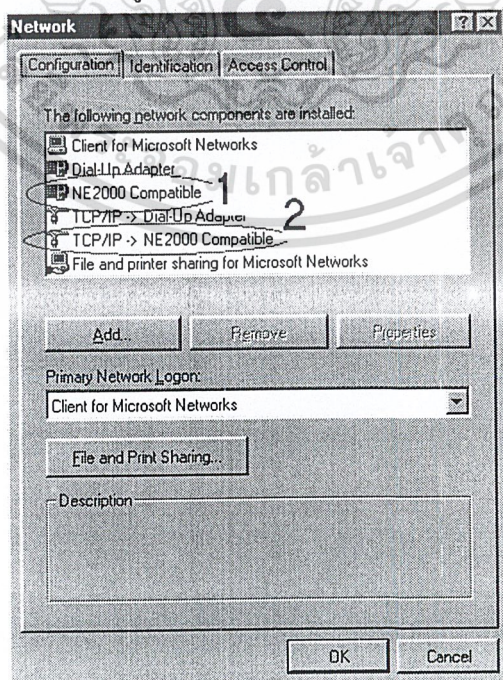 Network
Configuration Identification Access Control
The following network components are installed:
Client for Microsoft Networks
Dial-Up Adapter
NE2000 Compatible 1
TCP/IP -> Dial-Up Adapter 2
TCP/IP -> NE2000 Compatible
File and printer sharing for Microsoft Networks
Add... Remove Properties
Primary Network Logon:
Client for Microsoft Networks
File and Print Sharing...
Description
OK Cancel